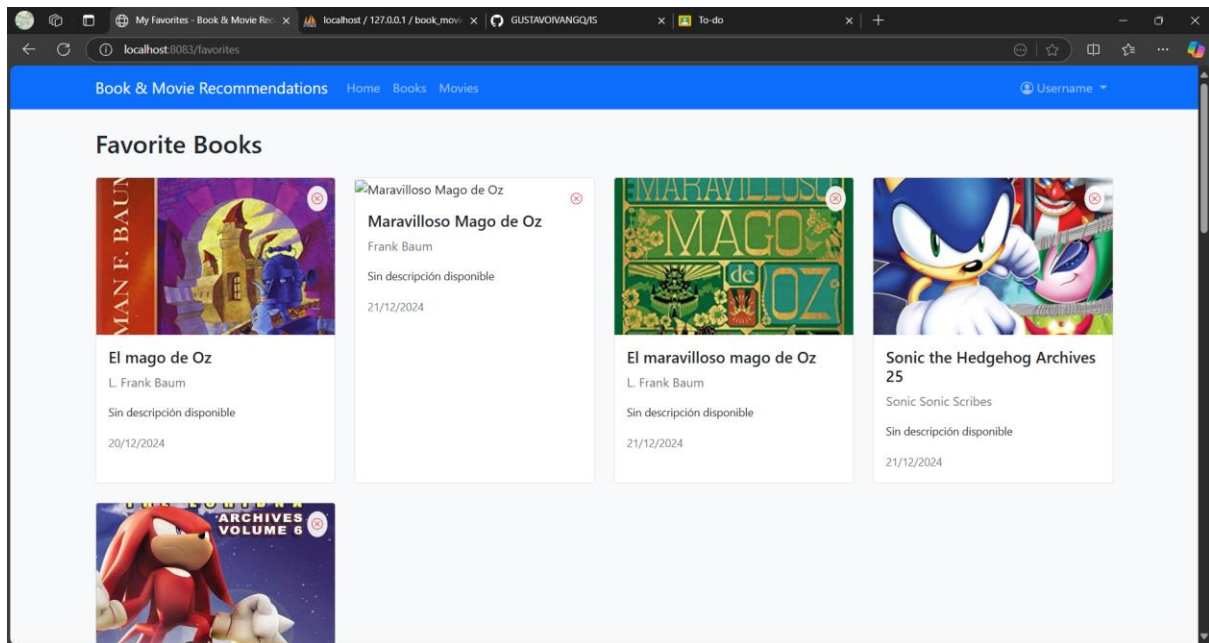 My Favorites - Book & Movie Rec
localhost / 127.0.0.1 / book_movi
GUSTAVOIVANGQ/IS
To-do
localhost:8083/favorites
Book & Movie Recommendations Home Books Movies Username
Favorite Books
MAN F. BAUM
Maravilloso Mago de Oz
Maravilloso Mago de Oz
Frank Baum
Sin descripción disponible
21/12/2024
MARAVILLOSO
MAGO
de
OZ
El mago de Oz
L. Frank Baum
Sin descripción disponible
20/12/2024
El maravilloso mago de Oz
L. Frank Baum
Sin descripción disponible
21/12/2024
Sonic the Hedgehog Archives
25
Sonic Sonic Scribes
Sin descripción disponible
21/12/2024
THE ECHIDNA
ARCHIVES
VOLUME 6